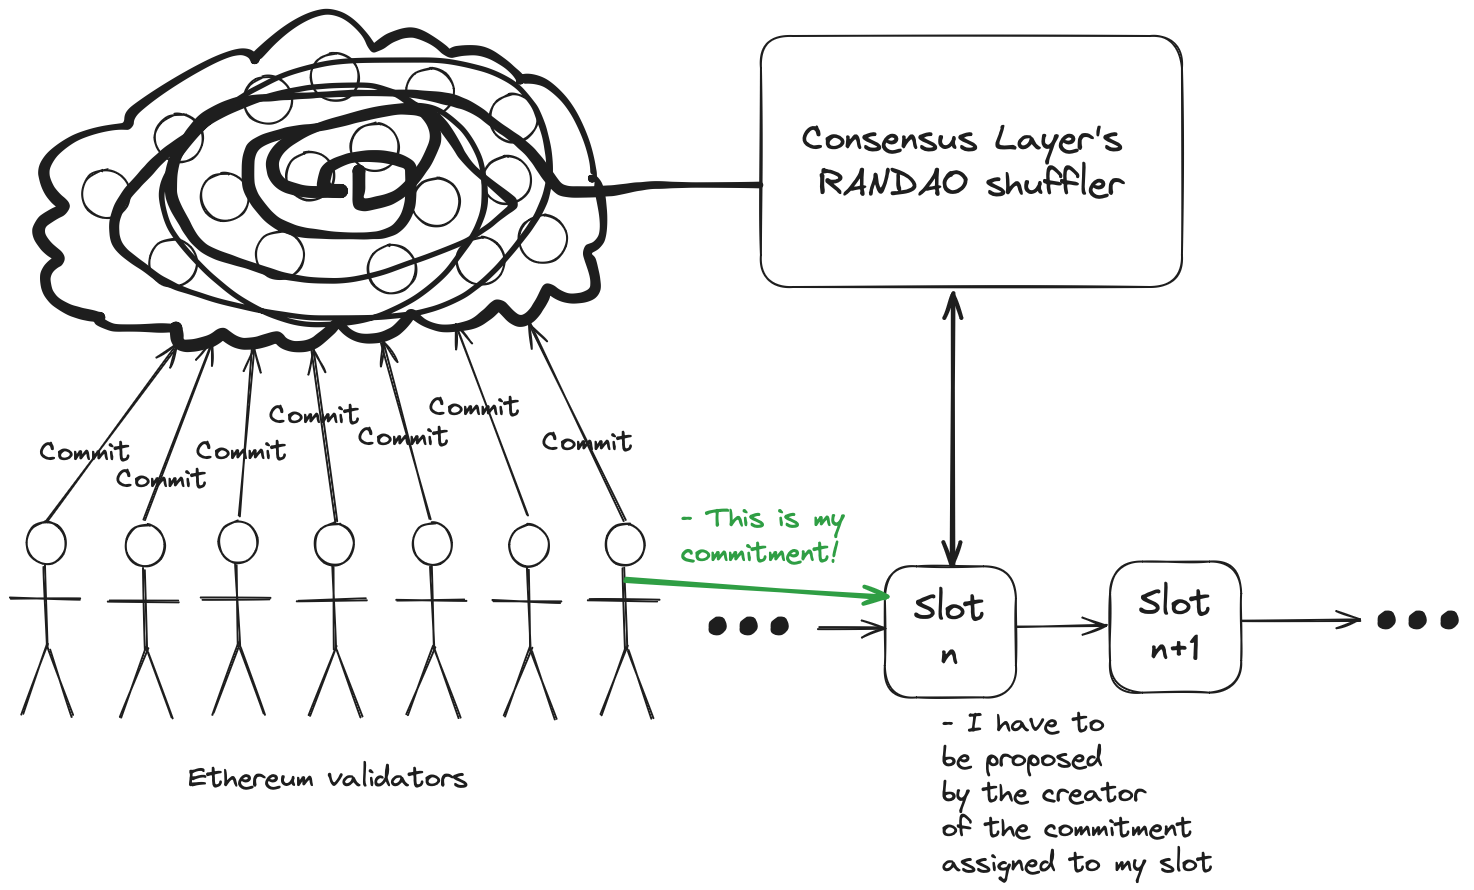 Consensus Layer's
RANDAO shuffler
Commit
Commit
Commit
Commit
Commit
Commit
Commit
- This is my
commitment!
Slot
n
Slot
n+1
- I have to
be proposed
by the creator
of the commitment
assigned to my slot
Ethereum validators